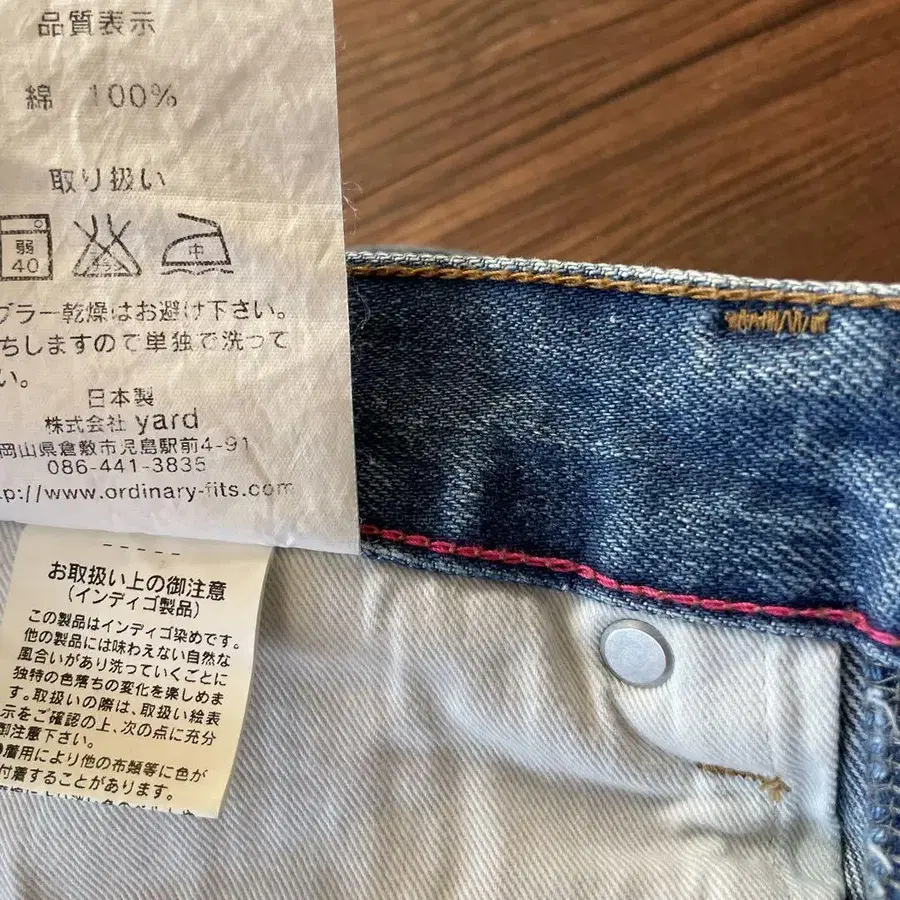 品質表示
綿 100%
取り扱い
弱
40
中
ブラー乾燥はお避け下さい。
ちしますので単独で洗って
い。
日本製
株式会社 yard
岡山県倉敷市児島駅前4-91
086-441-3835
p://www.ordinary-fits.com
お取扱い上の御注意
(インディゴ製品)
この製品はインディゴ染めです。
他の製品には味わえない自然な
風合いがあり洗っていくごとに
独特の色落ちの変化を楽しめま
す。取扱いの際は、取扱い絵表
示をご確認の上、次の点に充分
御注意下さい。
着用により他の布類等に色が
付着することがあります。